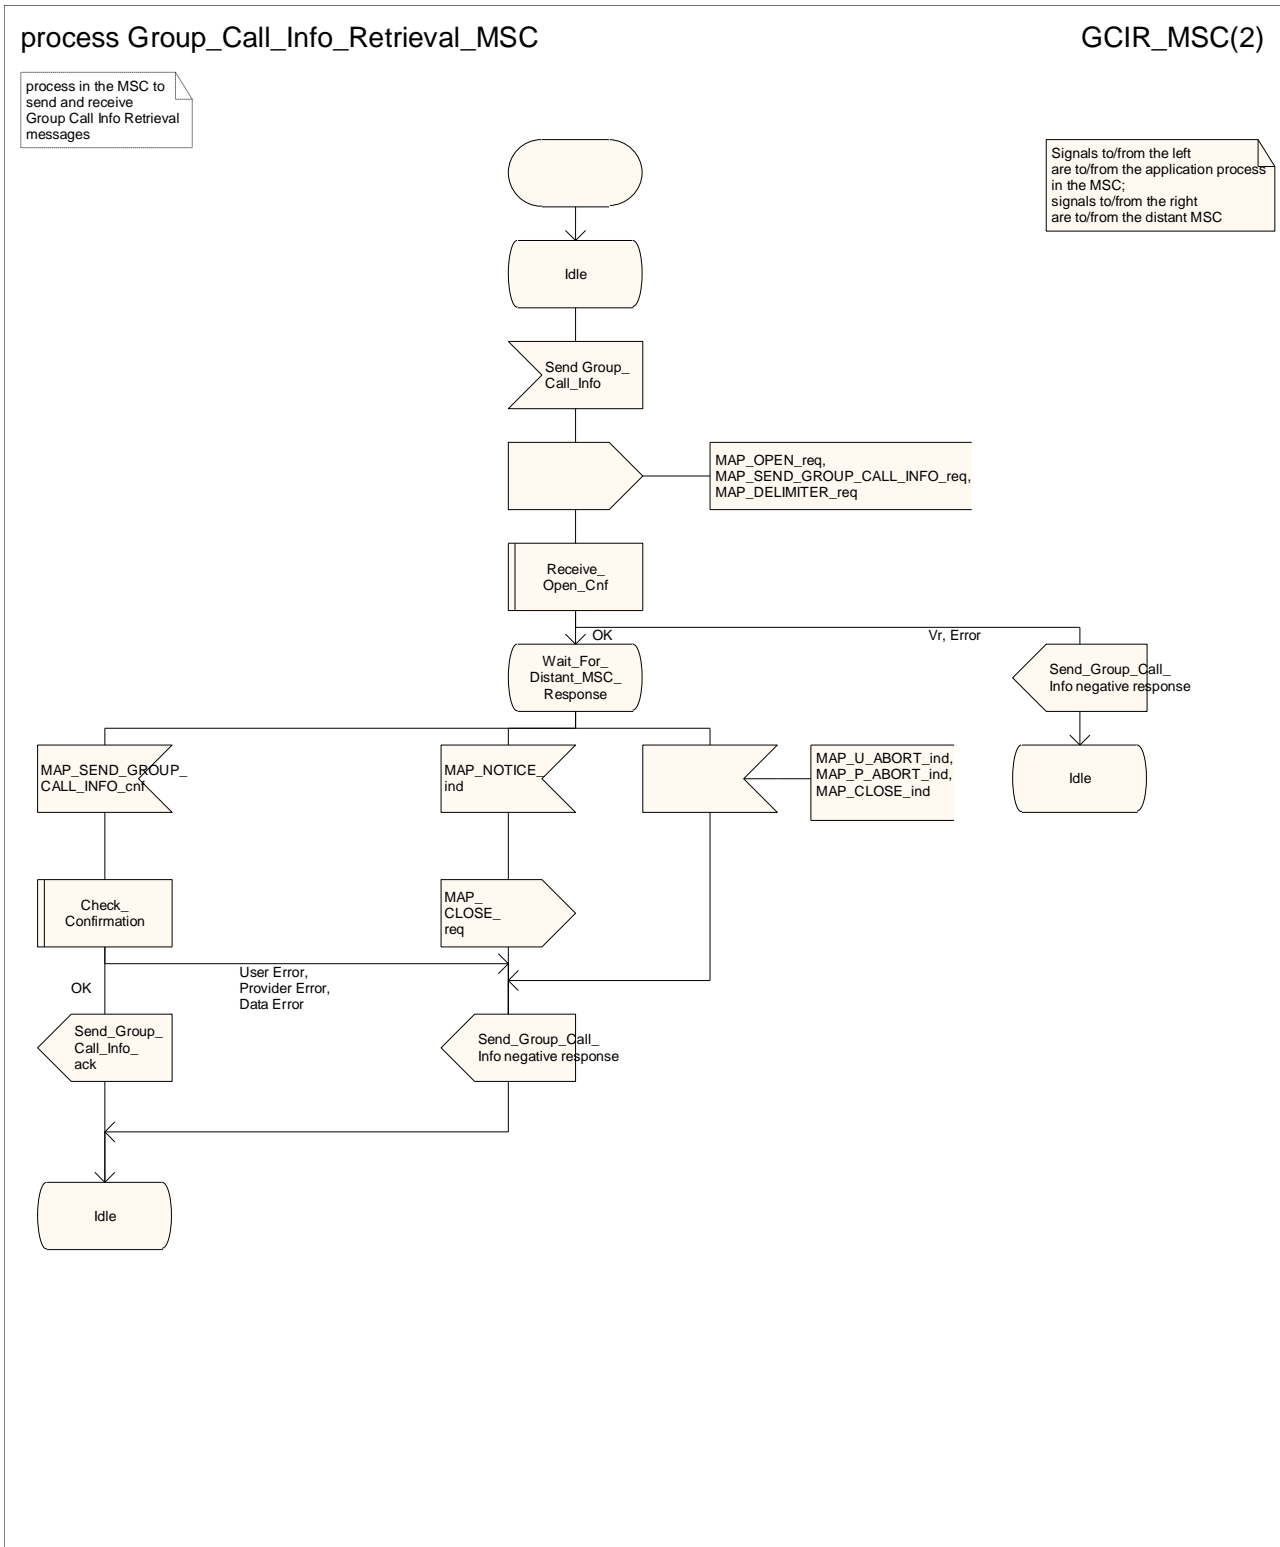 process Group_Call_Info_Retrieval_MSC
GCIR_MSC(2)
process in the MSC to
send and receive
Group Call Info Retrieval
messages
Signals to/from the left
are to/from the application process
in the MSC;
signals to/from the right
are to/from the distant MSC
Idle
Send Group_
Call_Info
MAP_OPEN_req,
MAP_SEND_GROUP_CALL_INFO_req,
MAP_DELIMITER_req
Receive_
Open_Cnf
OK
Vr, Error
Wait_For_
Distant_MSC_
Response
Send_Group_Call_
Info negative response
MAP_SEND_GROUP_
CALL_INFO_cnf
MAP_NOTICE_
ind
MAP_U_ABORT_ind,
MAP_P_ABORT_ind,
MAP_CLOSE_ind
Idle
Check_
Confirmation
MAP_
CLOSE_
req
User Error,
Provider Error,
Data Error
OK
Send_Group_
Call_Info_
ack
Send_Group_Call_
Info negative response
Idle